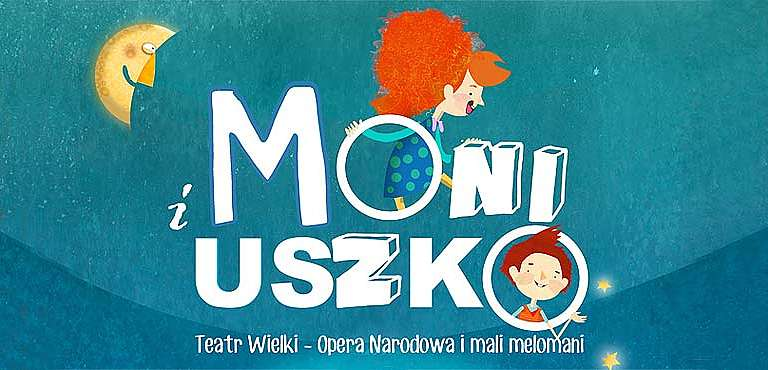 MONI
i USZKO
Teatr Wielki - Opera Narodowa i mali melomani